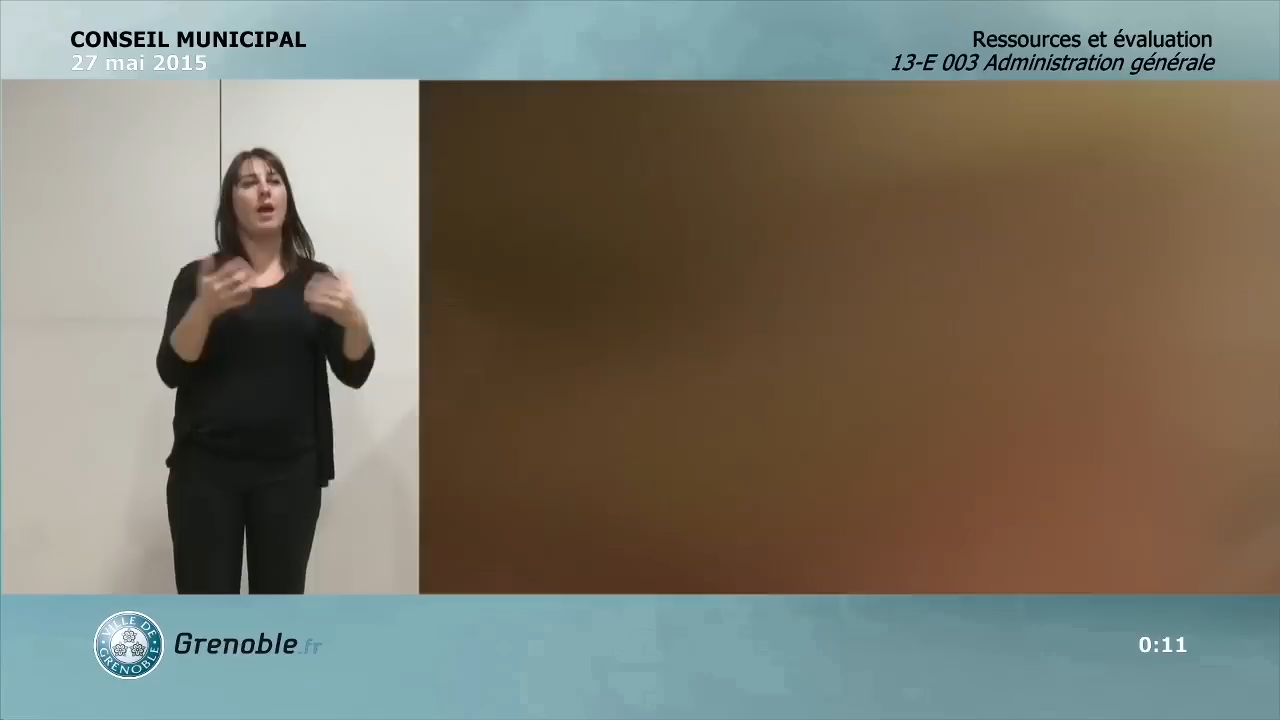 CONSEIL MUNICIPAL
27 mai 2015
Ressources et évaluation
13-E 003 Administration générale
VILLE DE
GRENOBLE
Grenoble.fr
0:11